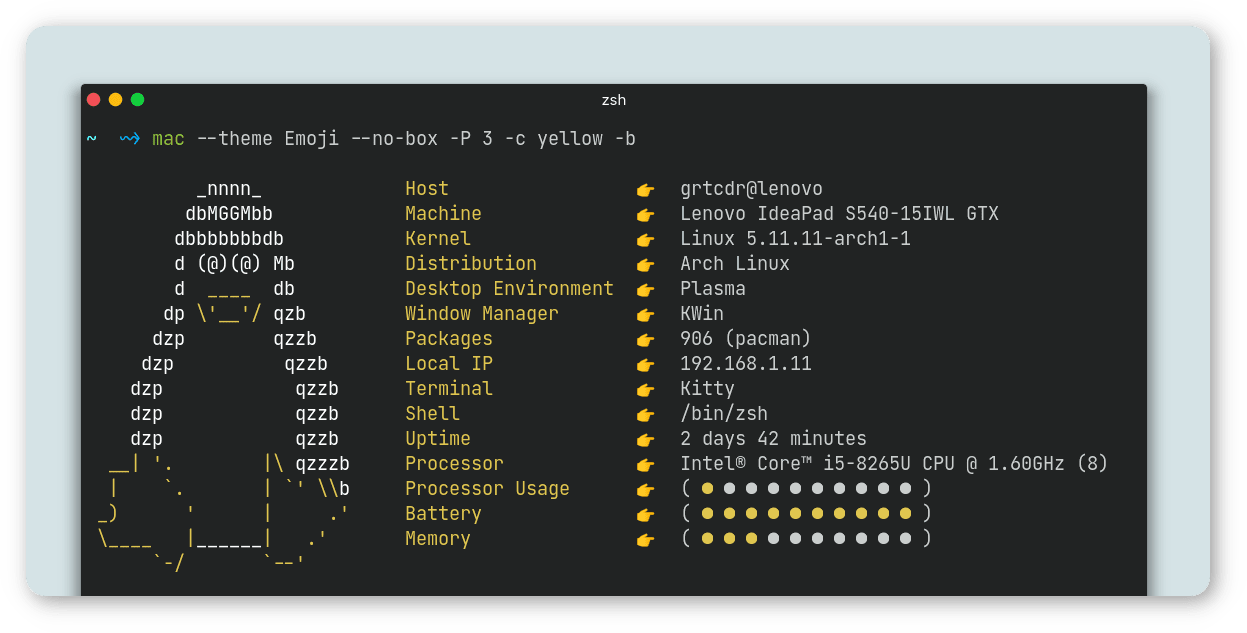 zsh
~ ⇝ mac --theme Emoji --no-box -P 3 -c yellow -b
         _nnnn_             Host                 👉  grtcdr@lenovo
        dbMGGMbb            Machine              👉  Lenovo IdeaPad S540-15IWL GTX
       dbbbbbbbdb           Kernel               👉  Linux 5.11.11-arch1-1
       d (@)(@) Mb          Distribution         👉  Arch Linux
       d  ____  db          Desktop Environment  👉  Plasma
      dp \'__'/ qzb         Window Manager       👉  KWin
     dzp        qzzb        Packages             👉  906 (pacman)
    dzp          qzzb       Local IP             👉  192.168.1.11
   dzp            qzzb      Terminal             👉  Kitty
   dzp            qzzb      Shell                👉  /bin/zsh
   dzp            qzzb      Uptime               👉  2 days 42 minutes
 __| '.        |\ qzzzb     Processor            👉  Intel® Core™ i5-8265U CPU @ 1.60GHz (8)
 |    `.       | `' \\b     Processor Usage      👉  ( ● ● ● ● ● ● ● ● ● ● )
_)      '      |     .'     Battery              👉  ( ● ● ● ● ● ● ● ● ● ● )
\____   |______|   .'       Memory               👉  ( ● ● ● ● ● ● ● ● ● ● )
     `-/       `--'